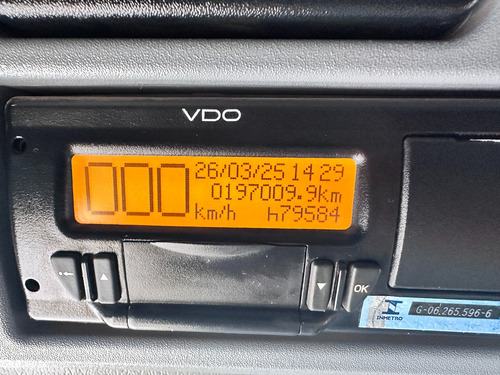 VDO
000
26/03/25 14 29
0197009.9km
km/h h79584
OK
INMETRO
G-06.265.596-6